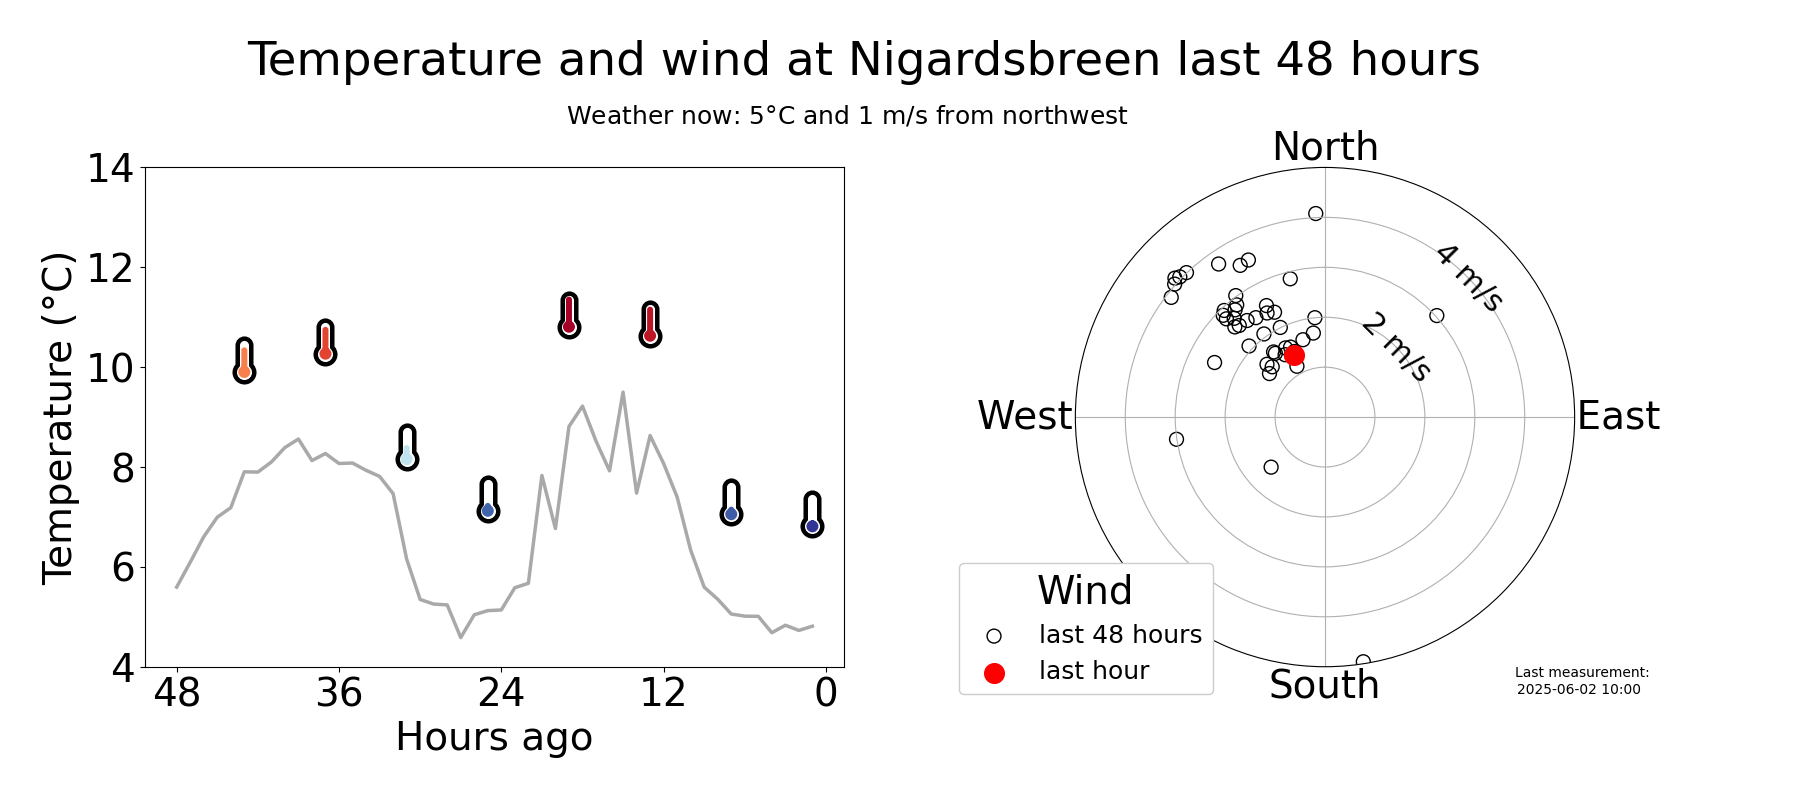 Temperature and wind at Nigardsbreen last 48 hours
Weather now: 5°C and 1 m/s from northwest
14
12
10
8
6
4
Temperature (°C)
48 36 24 12 0
Hours ago
North
West
East
South
4 m/s
2 m/s
Wind
last 48 hours
last hour
Last measurement:
2025-06-02 10:00